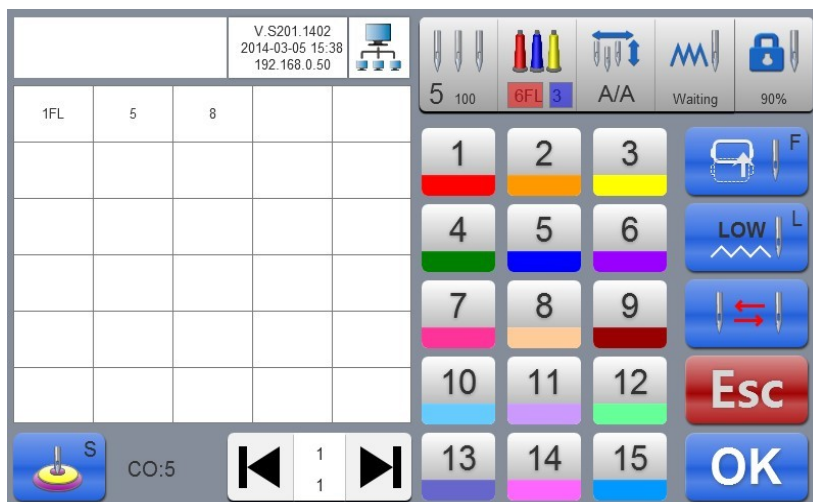 V.S201.1402
2014-03-05 15:38
192.168.0.50
5 100
6FL 3
A/A
Waiting
90%
1FL 5 8
1 2 3
F
4 5 6
LOW L
7 8 9
10 11 12
Esc
S
CO:5
1
1
13 14 15
OK